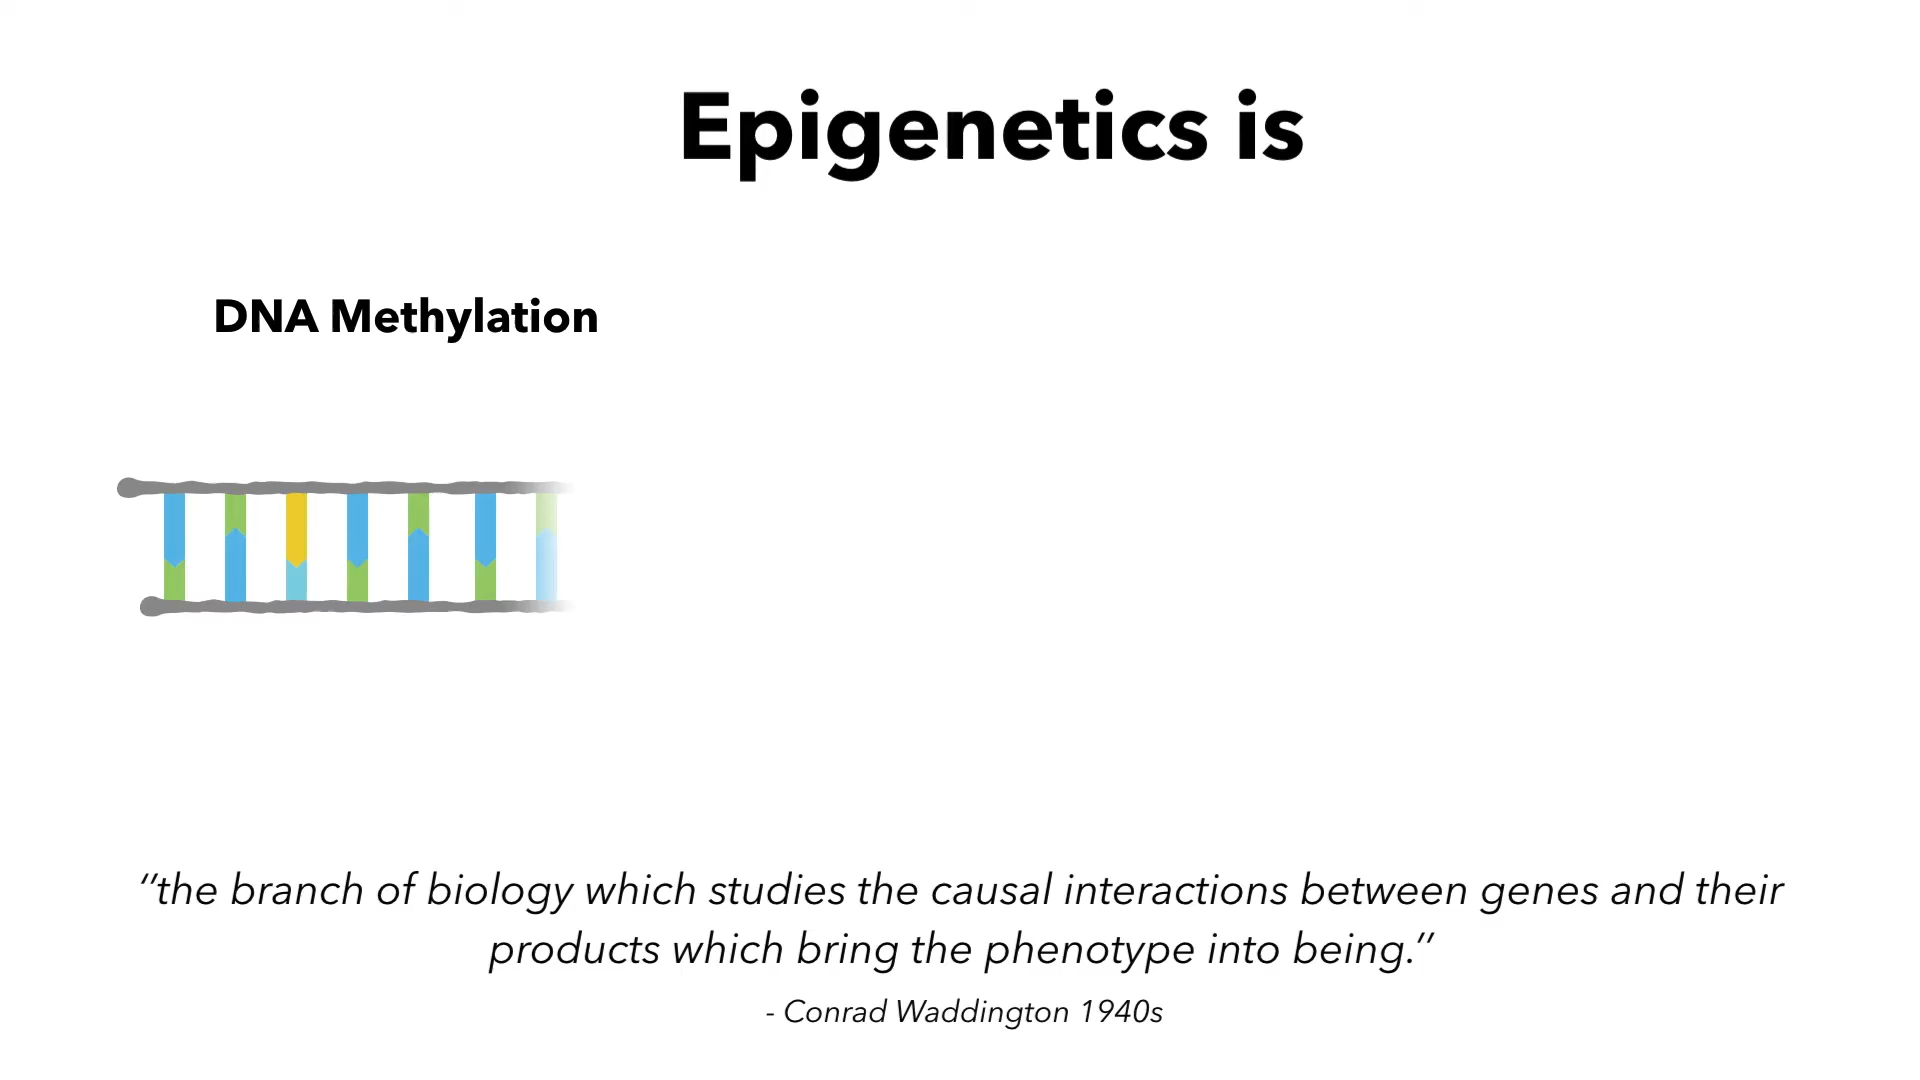 Epigenetics is
DNA Methylation
“the branch of biology which studies the causal interactions between genes and their
products which bring the phenotype into being.”
- Conrad Waddington 1940s